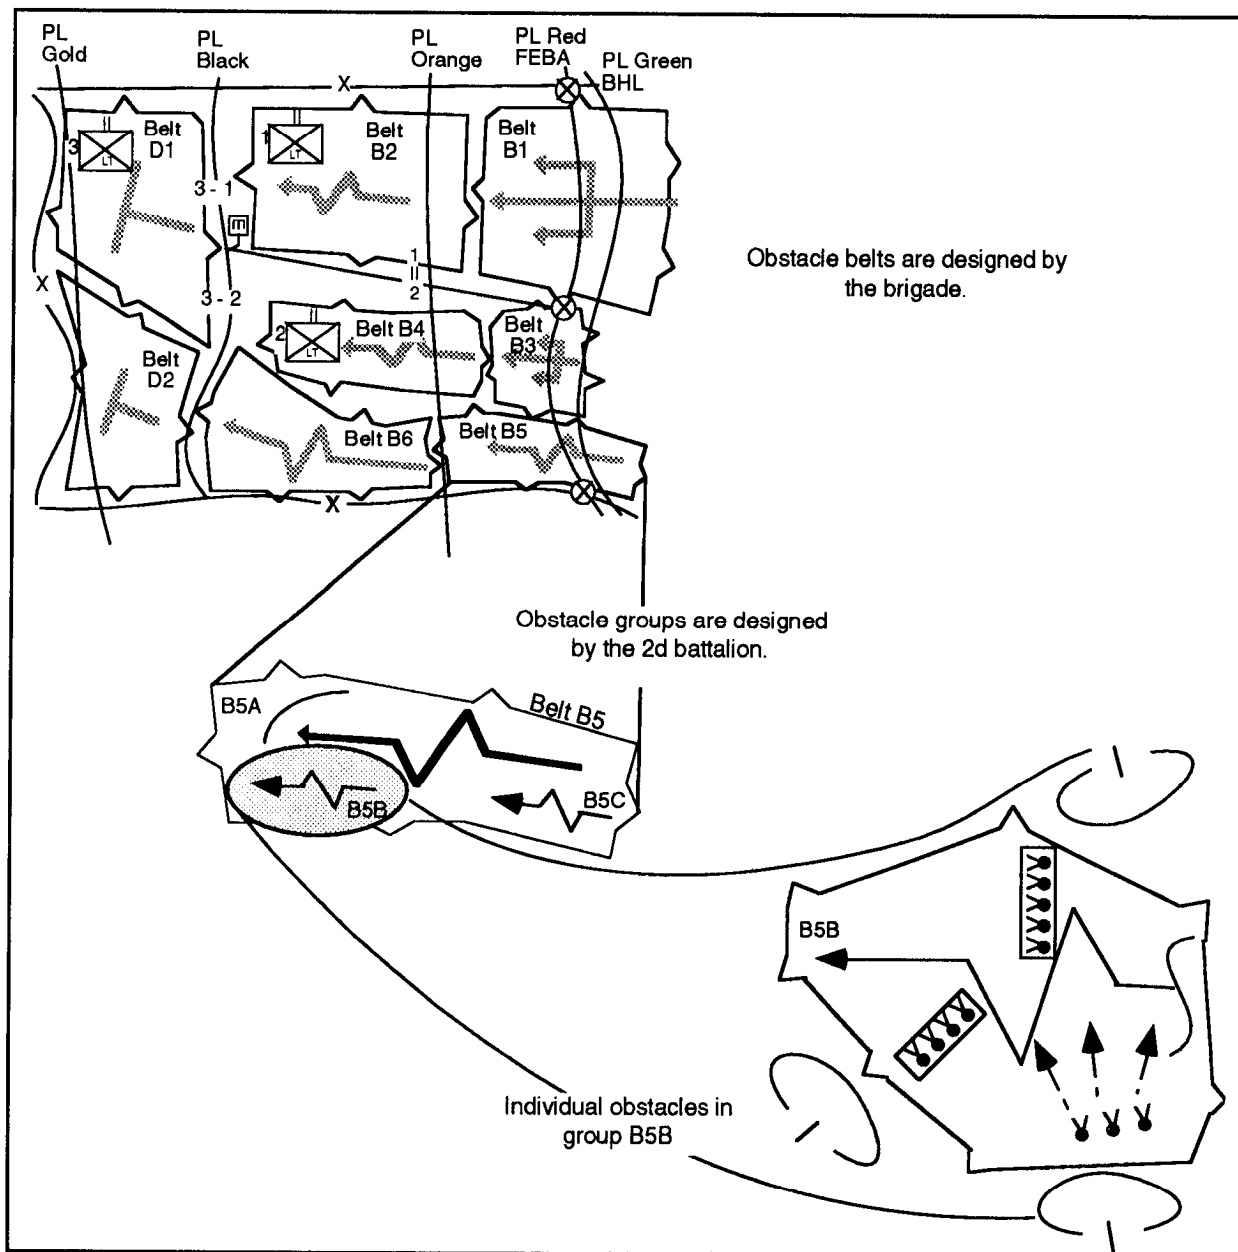 PL
Gold
PL
Black
PL
Orange
PL Red
FEBA
PL Green
BHL
X
3
LT
Belt
D1
1
LT
Belt
B2
Belt
B1
3 - 1
E
1
=
2
X
3 - 2
2
LT
Belt B4
Belt
B3
Belt
D2
Belt B6
Belt B5
X
Obstacle belts are designed by
the brigade.
Obstacle groups are designed
by the 2d battalion.
B5A
Belt B5
B5B
B5C
B5B
Individual obstacles in
group B5B